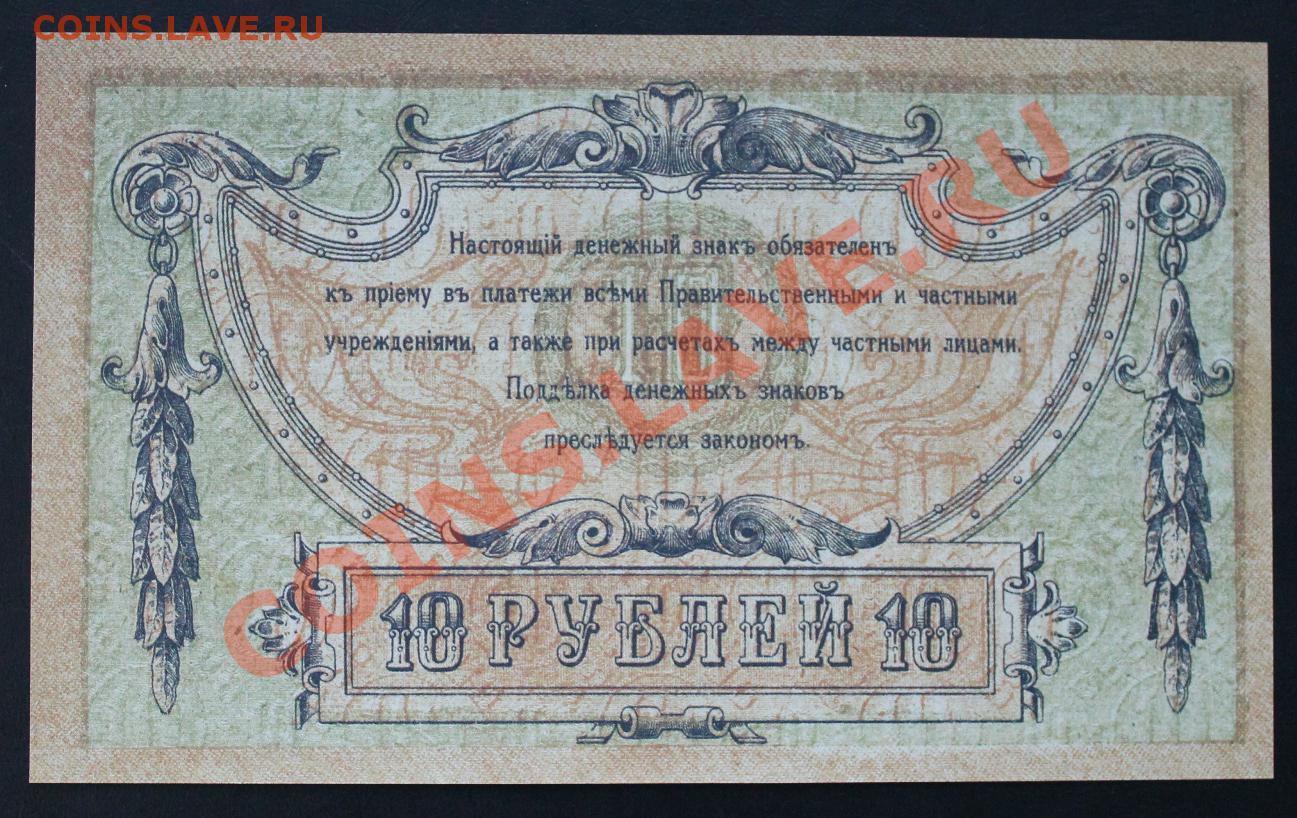 COINS.LAVE.RU
Настоящій денежный знакъ обязателенъ
къ пріему въ платежи всѣми Правительственными и частными
учрежденіями, а также при расчетахъ между частными лицами.
Поддѣлка денежныхъ знаковъ
преслѣдуется закономъ.
10
10 РУБЛЕЙ 10
COINS.LAVE.RU